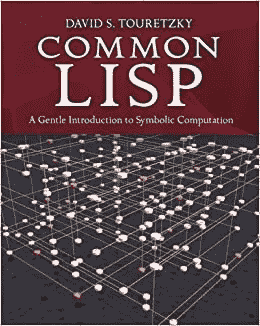 DAVID S. TOURETZKY
COMMON
LISP
A Gentle Introduction to Symbolic Computation